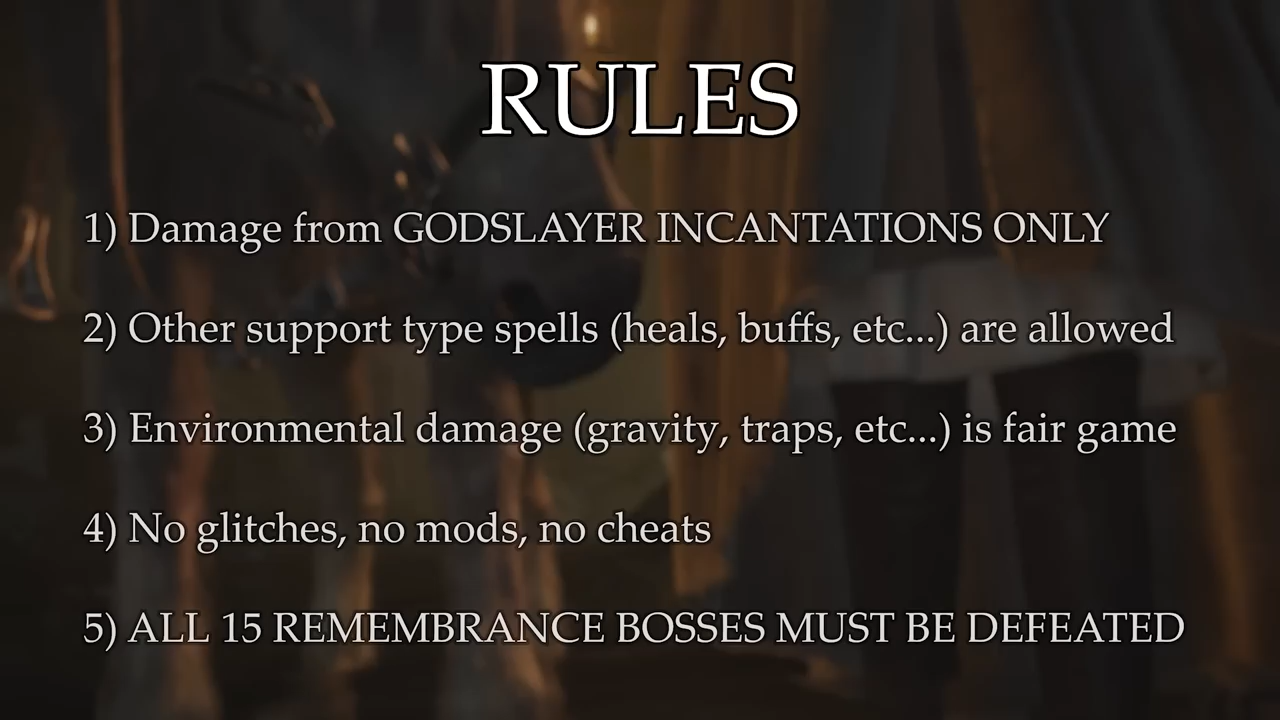 RULES
1) Damage from GODSLAYER INCANTATIONS ONLY
2) Other support type spells (heals, buffs, etc...) are allowed
3) Environmental damage (gravity, traps, etc...) is fair game
4) No glitches, no mods, no cheats
5) ALL 15 REMEMBRANCE BOSSES MUST BE DEFEATED